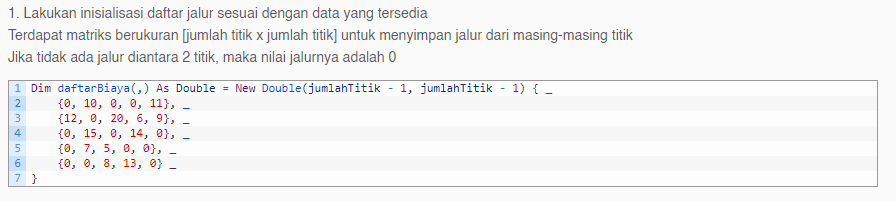 1. Lakukan inisialisasi daftar jalur sesuai dengan data yang tersedia
Terdapat matriks berukuran [jumlah titik x jumlah titik] untuk menyimpan jalur dari masing-masing titik
Jika tidak ada jalur diantara 2 titik, maka nilai jalurnya adalah 0
1 Dim daftarBiaya(,) As Double = New Double(jumlahTitik - 1, jumlahTitik - 1) { _
2 {0, 10, 0, 0, 11}, _
3 {12, 0, 20, 6, 9}, _
4 {0, 15, 0, 14, 0}, _
5 {0, 7, 5, 0, 0}, _
6 {0, 0, 8, 13, 0} _
7 }